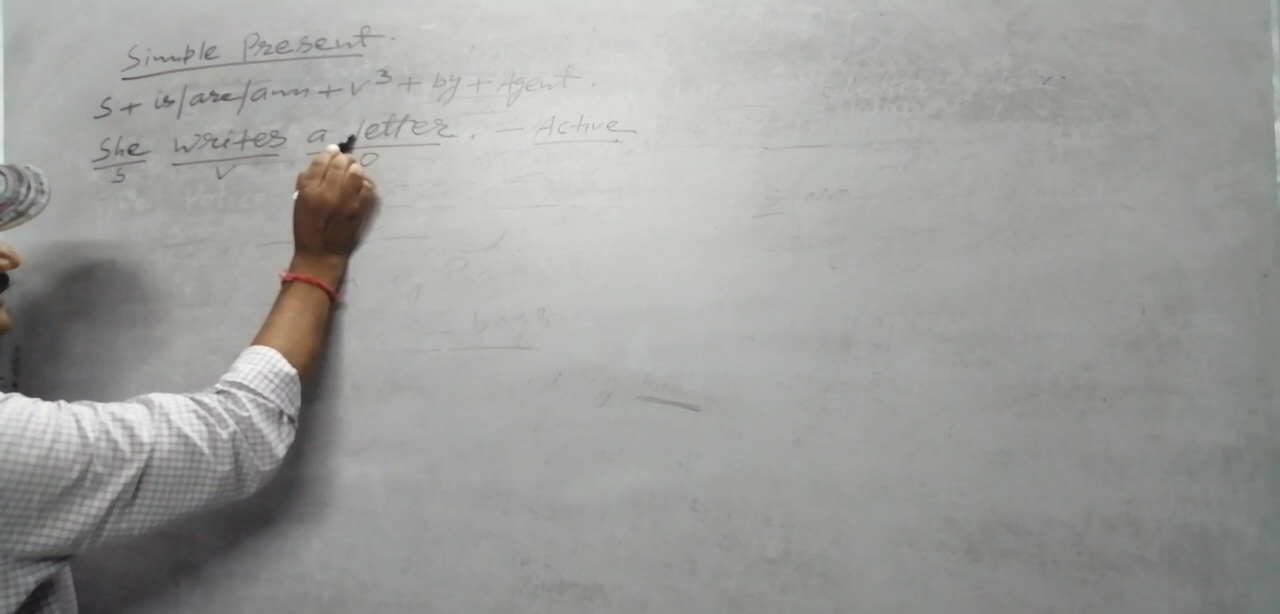 Simple Present.
S + is/are/am + V³ + by + Agent.
She writes a letter. - Active
S V O